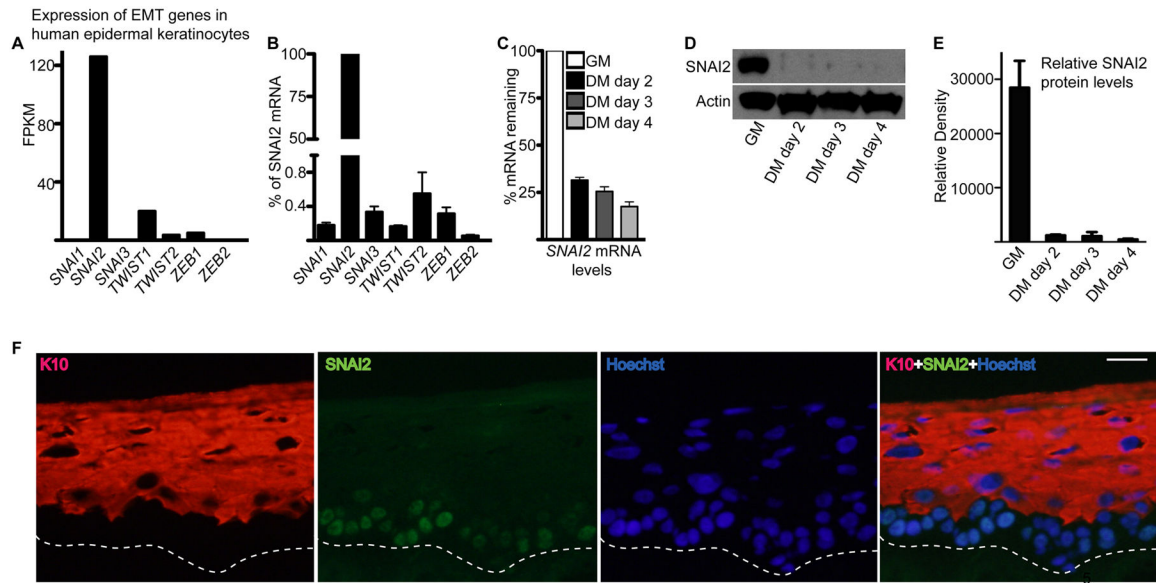 Expression of EMT genes in
human epidermal keratinocytes
A
FPKM
120
80
40
SNAI1
SNAI2
SNAI3
TWIST1
TWIST2
ZEB1
ZEB2
B
% of SNAI2 mRNA
100
75
50
0.8
0.4
SNAI1
SNAI2
SNAI3
TWIST1
TWIST2
ZEB1
ZEB2
C
% mRNA remaining
100
75
50
25
0
GM
DM day 2
DM day 3
DM day 4
SNAI2 mRNA
levels
D
SNAI2
Actin
GM
DM day 2
DM day 3
DM day 4
E
Relative SNAI2
protein levels
Relative Density
30000
20000
10000
GM
DM day 2
DM day 3
DM day 4
F
K10
SNAI2
Hoechst
K10+SNAI2+Hoechst